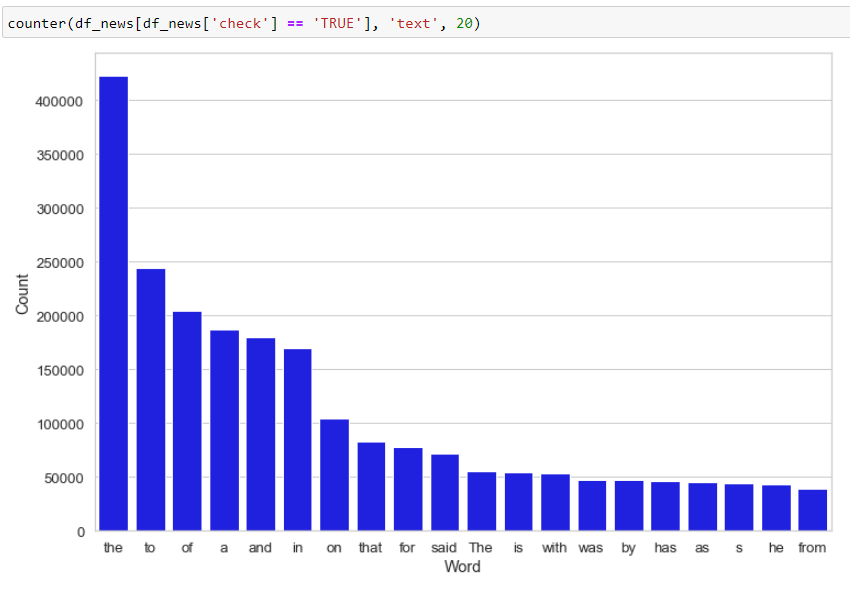 counter(df_news[df_news['check'] == 'TRUE'], 'text', 20)
400000
350000
300000
250000
200000
150000
100000
50000
0
Count
the to of a and in on that for said The is with was by has as s he from
Word